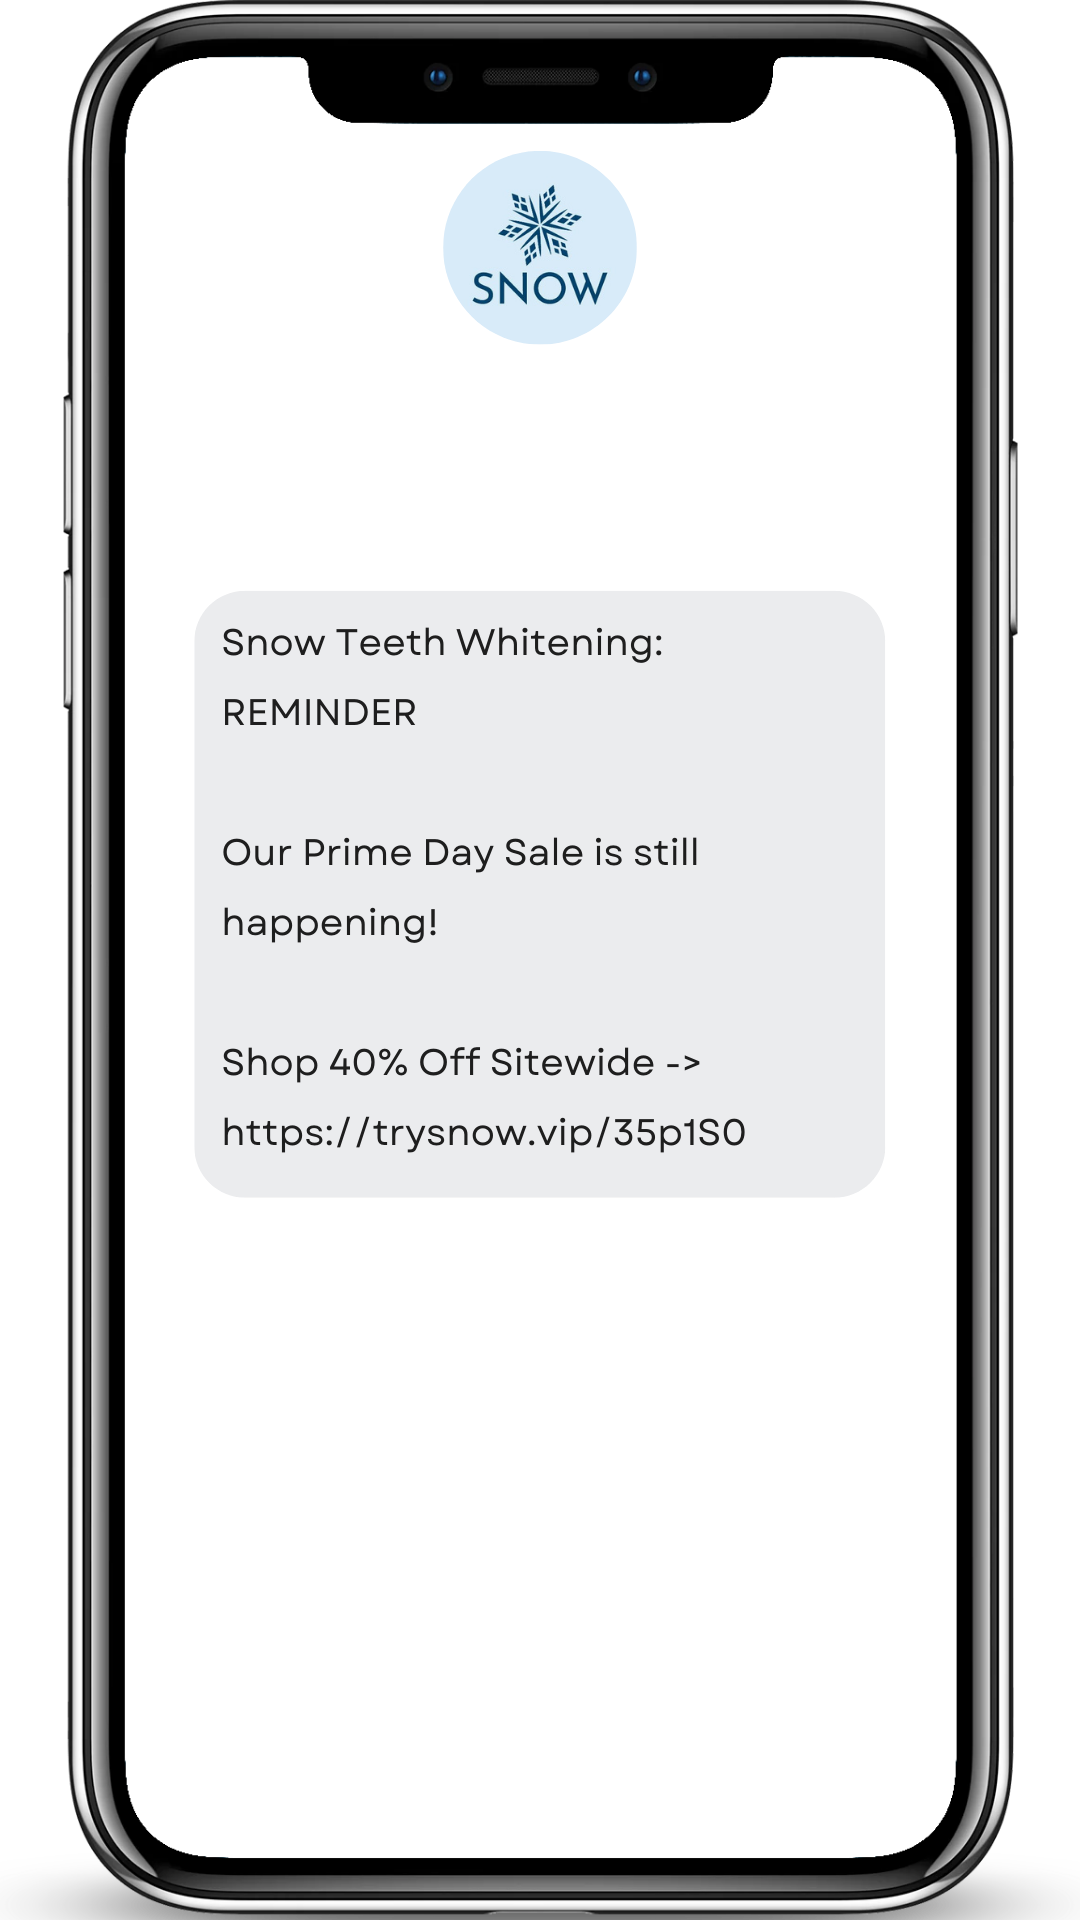 SNOW
Snow Teeth Whitening:
REMINDER
Our Prime Day Sale is still
happening!
Shop 40% Off Sitewide ->
https://trysnow.vip/35p1S0